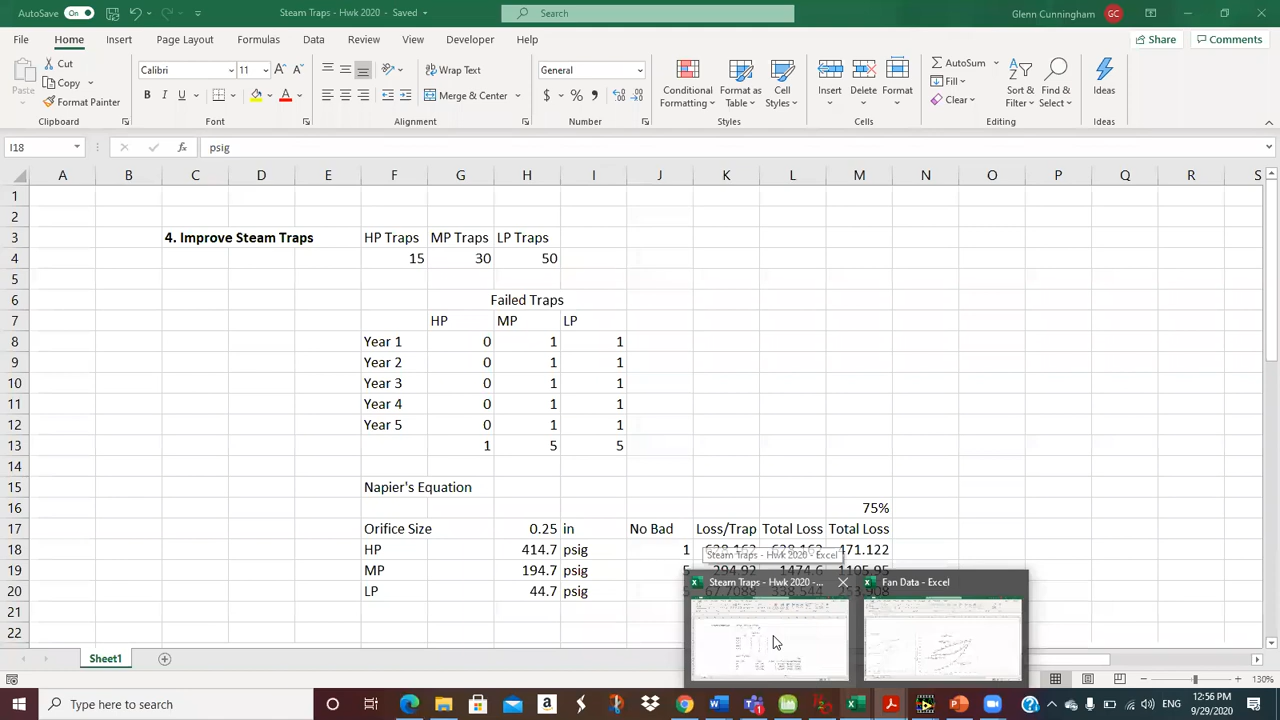 AutoSave On Steam Traps - Hwk 2020 - Saved Search Glenn Cunningham GC
File Home Insert Page Layout Formulas Data Review View Developer Help Share Comments
Cut Calibri 11 Wrap Text General AutoSum
Copy Fill
Paste Format Painter Merge & Center Conditional Formatting Format as Table Cell Styles Insert Delete Format Clear Sort & Filter Find & Select Ideas
Clipboard Font Alignment Number Styles Cells Editing Ideas
I18 fx psig
A B C D E F G H I J K L M N O P Q R S
1
2
3 4. Improve Steam Traps HP Traps MP Traps LP Traps
4 15 30 50
5
6 Failed Traps
7 HP MP LP
8 Year 1 0 1 1
9 Year 2 0 1 1
10 Year 3 0 1 1
11 Year 4 0 1 1
12 Year 5 0 1 1
13 1 5 5
14
15 Napier's Equation
16 75%
17 Orifice Size 0.25 in No Bad Loss/Trap Total Loss Total Loss
18 HP 414.7 psig 1 471.122
Steam Traps - Hwk 2020 - Excel
19 MP 194.7 psig 5 294.92 1474.6 1105.95
Steam Traps - Hwk 2020 -... Fan Data - Excel
20 LP 44.7 psig 67.7088 338.544 253.908
22
Sheet1
130%
Type here to search ENG 12:56 PM
9/29/2020